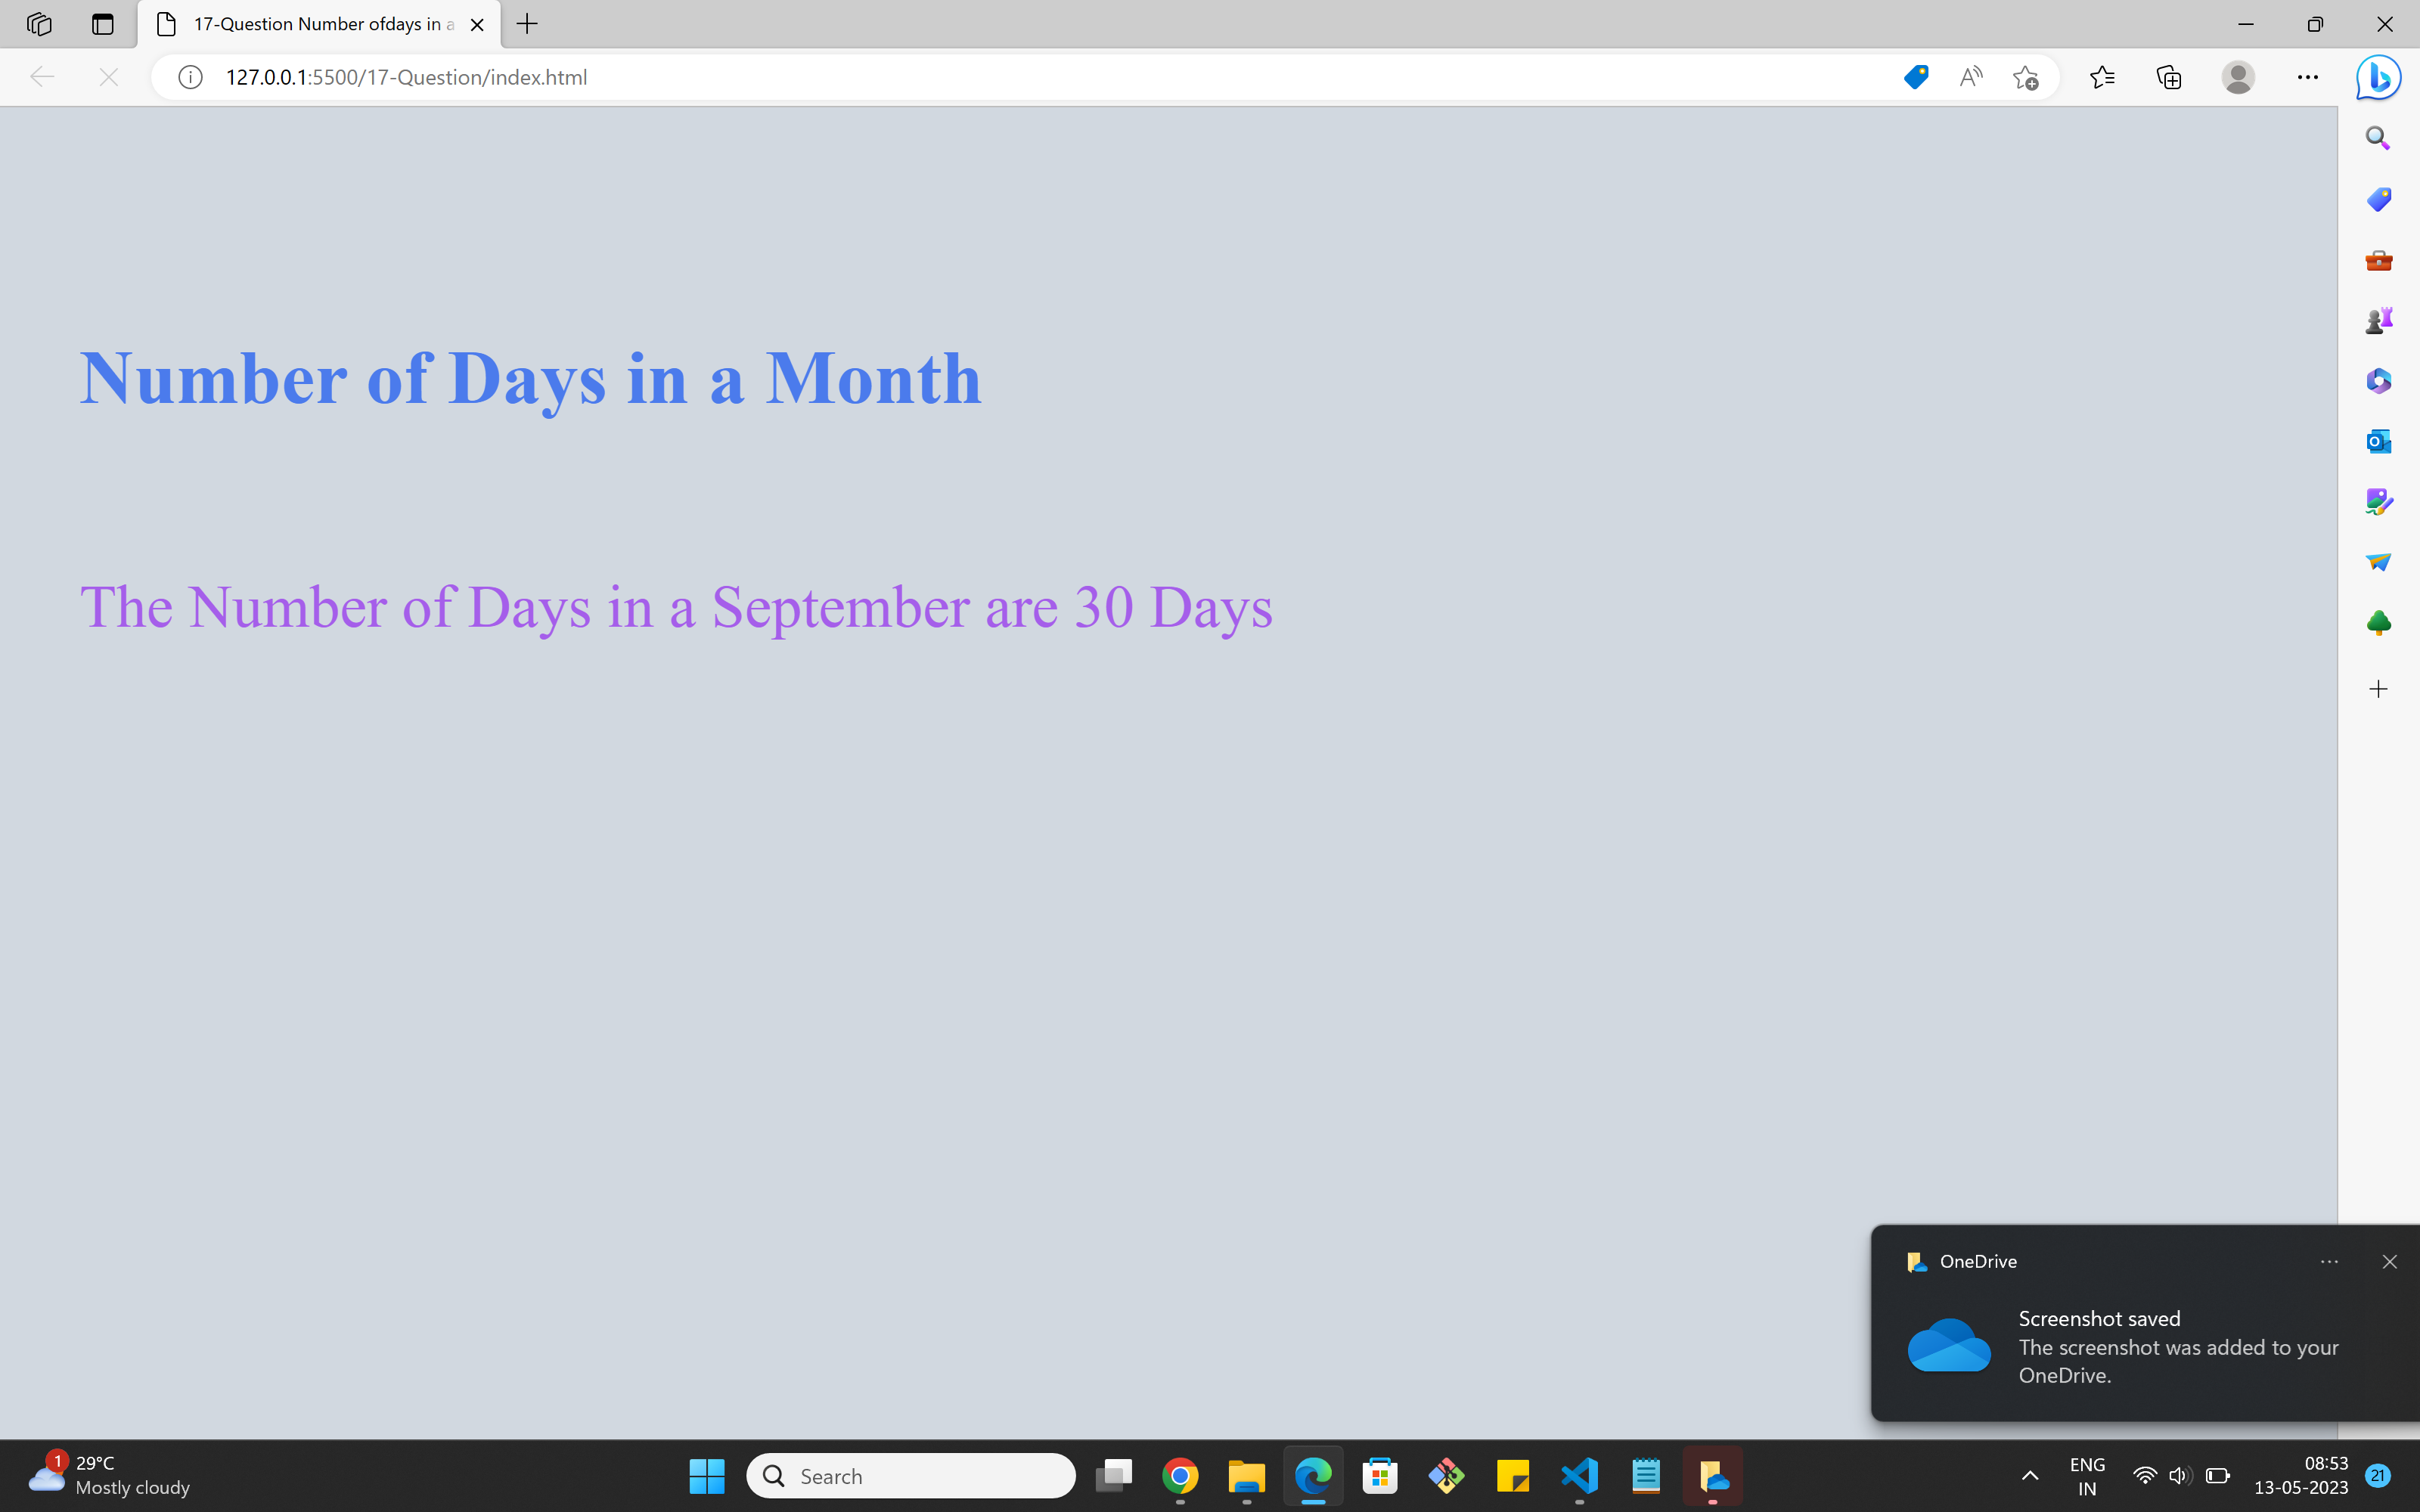 17-Question Number ofdays in a
127.0.0.1:5500/17-Question/index.html
Number of Days in a Month
The Number of Days in a September are 30 Days
OneDrive
Screenshot saved
The screenshot was added to your
OneDrive.
1
29°C
Mostly cloudy
Search
ENG
IN
08:53
13-05-2023
21